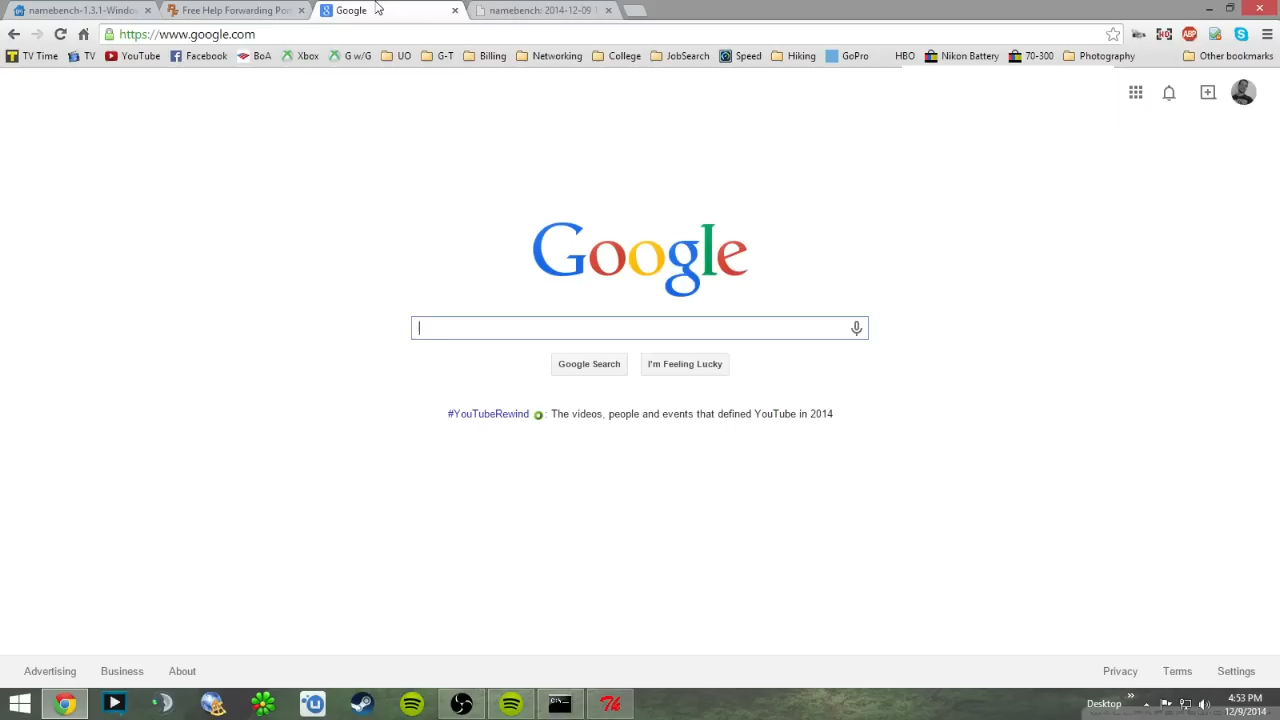 namebench-1.3.1-Windo
Free Help Forwarding Por
Google
namebench: 2014-12-09 1
https://www.google.com
ABP
TV Time
TV
YouTube
Facebook
BoA
Xbox
G w/G
UO
G-T
Billing
Networking
College
JobSearch
Speed
Hiking
GoPro
HBO
Nikon Battery
70-300
Photography
Other bookmarks
Google
Google Search
I'm Feeling Lucky
#YouTubeRewind : The videos, people and events that defined YouTube in 2014
Advertising
Business
About
Privacy
Terms
Settings
Desktop
4:53 PM
12/9/2014